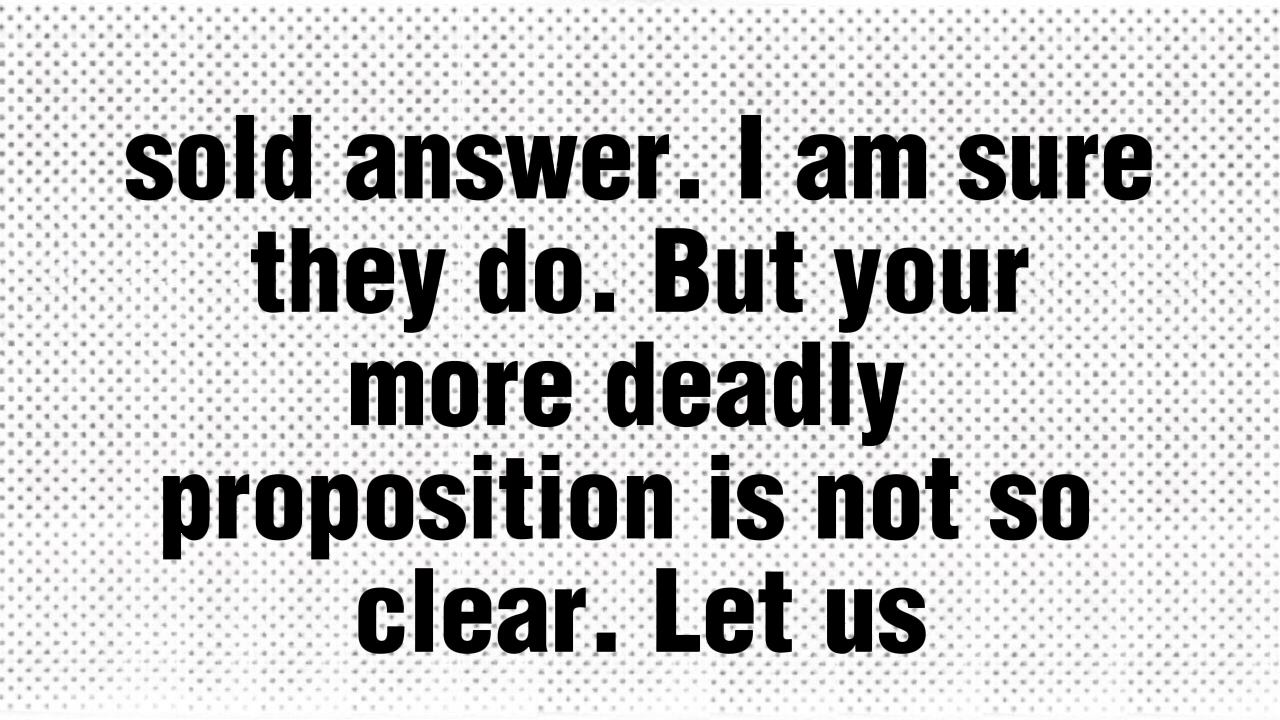 sold answer. I am sure
they do. But your
more deadly
proposition is not so
clear. Let us